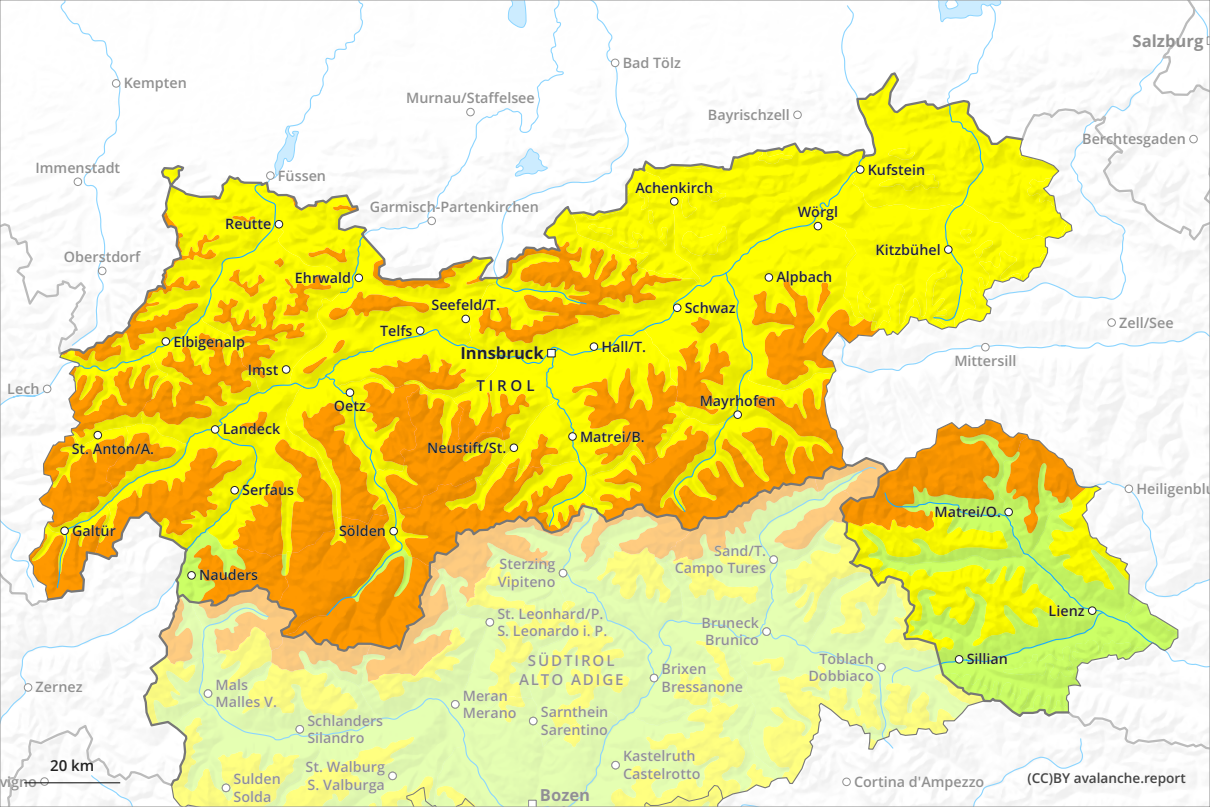 Salzburg
Bad Tölz
Kempten
Murnau/Staffelsee
Bayrischzell
Berchtesgaden
Immenstadt
Füssen
Kufstein
Achenkirch
Garmisch-Partenkirchen
Wörgl
Reutte
Oberstdorf
Kitzbühel
Ehrwald
Alpbach
Seefeld/T.
Schwaz
Zell/See
Telfs
Elbigenalp
Innsbruck
Hall/T.
Mittersill
Imst
TIROL
Lech
Oetz
Mayrhofen
Landeck
Matrei/B.
St. Anton/A.
Neustift/St.
Serfaus
Heiligenblu
Matrei/O.
Galtür
Sölden
Sand/T.
Campo Tures
Sterzing
Vipiteno
Nauders
Lienz
St. Leonhard/P.
S. Leonardo i. P.
Bruneck
Brunico
Sillian
Toblach
Dobbiaco
SÜDTIROL
ALTO ADIGE
Brixen
Bressanone
Zernez
Mals
Malles V.
Meran
Merano
Sarnthein
Sarentino
Schlanders
Silandro
Kastelruth
Castelrotto
20 km
St. Walburg
S. Valburga
Sulden
Solda
vigno
Cortina d'Ampezzo
(CC)BY avalanche.report
Bozen